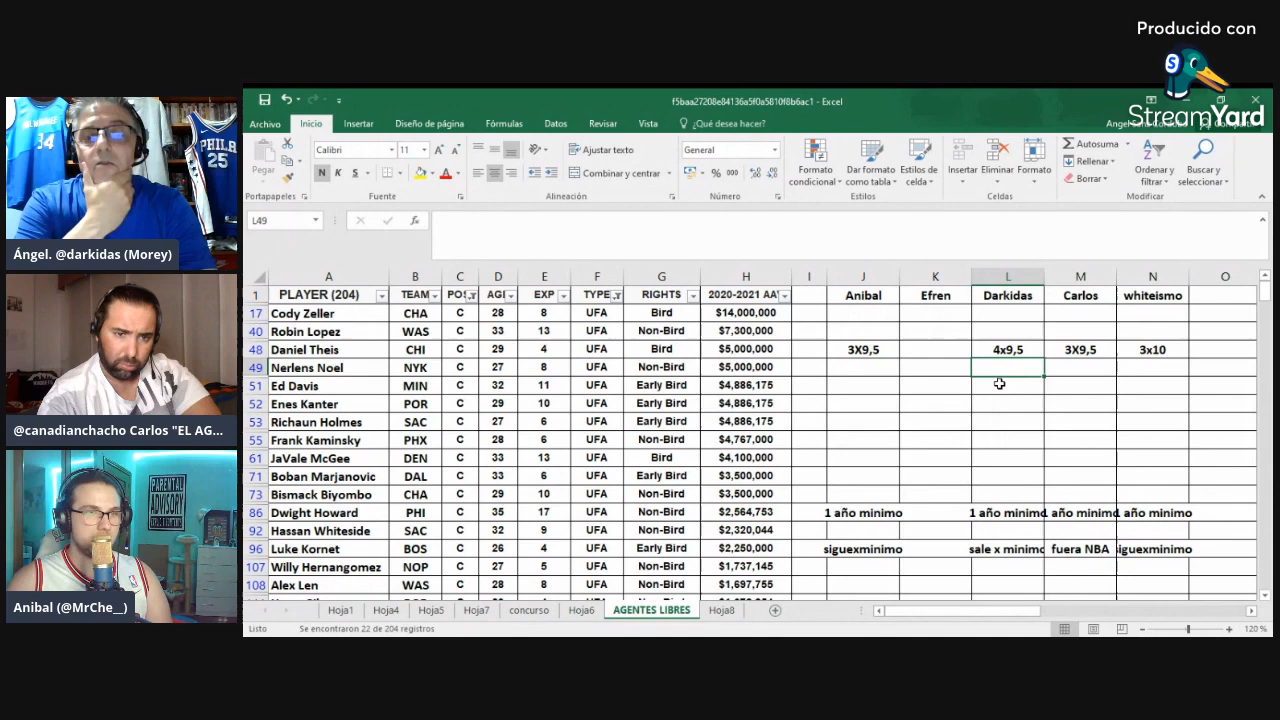 Producido con
StreamYard
34
PHILA
25
Ángel. @darkidas (Morey)
@canadianchacho Carlos "EL AG...
PARENTAL
ADVISORY
Anibal (@MrChe__)
f5baa27208e84136a5f0a5810f8b6ac1 - Excel
Archivo Inicio Insertar Diseño de página Fórmulas Datos Revisar Vista ¿Qué desea hacer?
Pegar
Calibri 11
N K S
Ajustar texto
Combinar y centrar
General
% 000
Formato condicional
Dar formato como tabla
Estilos de celda
Insertar Eliminar Formato
Autosuma
Rellenar
Borrar
Ordenar y filtrar
Buscar y seleccionar
Portapapeles Fuente Alineación Número Estilos Celdas Modificar
L49 fx
A B C D E F G H I J K L M N O
1 PLAYER (204) TEAM POS AGE EXP TYPE RIGHTS 2020-2021 AAV Anibal Efren Darkidas Carlos whiteismo
17 Cody Zeller CHA C 28 8 UFA Bird $14,000,000
40 Robin Lopez WAS C 33 13 UFA Non-Bird $7,300,000
48 Daniel Theis CHI C 29 4 UFA Bird $5,000,000 3X9,5 4x9,5 3X9,5 3x10
49 Nerlens Noel NYK C 27 8 UFA Non-Bird $5,000,000
51 Ed Davis MIN C 32 11 UFA Early Bird $4,886,175
52 Enes Kanter POR C 29 10 UFA Early Bird $4,886,175
53 Richaun Holmes SAC C 27 6 UFA Early Bird $4,886,175
55 Frank Kaminsky PHX C 28 6 UFA Non-Bird $4,767,000
61 JaVale McGee DEN C 33 13 UFA Bird $4,100,000
71 Boban Marjanovic DAL C 33 6 UFA Early Bird $3,500,000
73 Bismack Biyombo CHA C 29 10 UFA Non-Bird $3,500,000
86 Dwight Howard PHI C 35 17 UFA Non-Bird $2,564,753 1 año minimo 1 año minimo 1 año minimo 1 año minimo
92 Hassan Whiteside SAC C 32 9 UFA Non-Bird $2,320,044
96 Luke Kornet BOS C 26 4 UFA Early Bird $2,250,000 siguexminimo sale x minimo fuera NBA siguexminimo
107 Willy Hernangomez NOP C 27 5 UFA Non-Bird $1,737,145
108 Alex Len WAS C 28 8 UFA Non-Bird $1,697,755
Hoja1 Hoja4 Hoja5 Hoja7 concurso Hoja6 AGENTES LIBRES Hoja8
Listo Se encontraron 22 de 204 registros 120 %